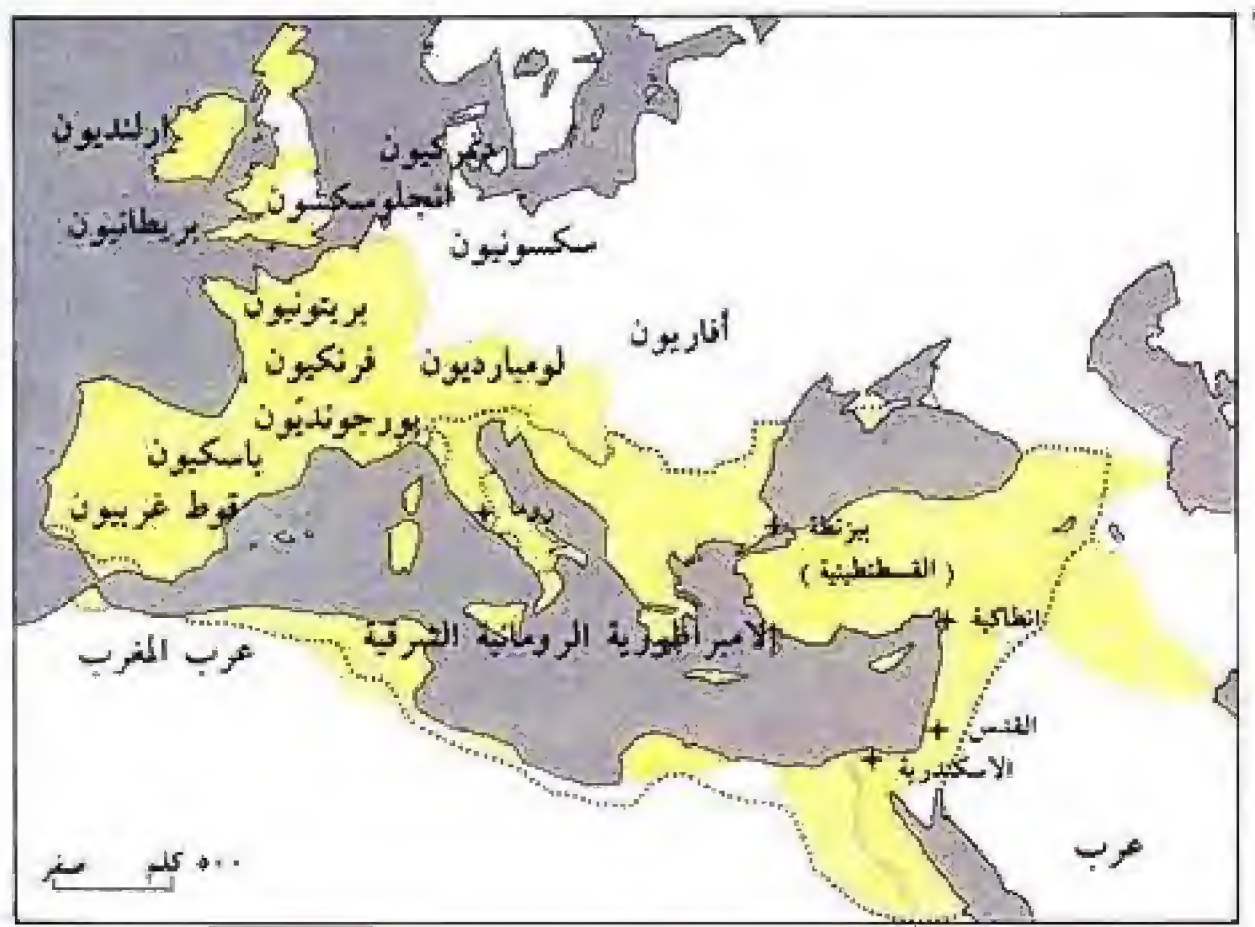 ارلنديون
دنمركيون
انجلوسكسون
بريطانيون
سكسونيون
بريتونيون
أفاريون
فرنكيون
لومبارديون
بورجونديون
باسكيون
قوط غربيون
روما
بيزنطة
(القسطنطينية)
انطاكية
الامبراطورية الرومانية الشرقية
عرب المغرب
القدس
الاسكندرية
عرب
صفر ٥٠٠ كلم